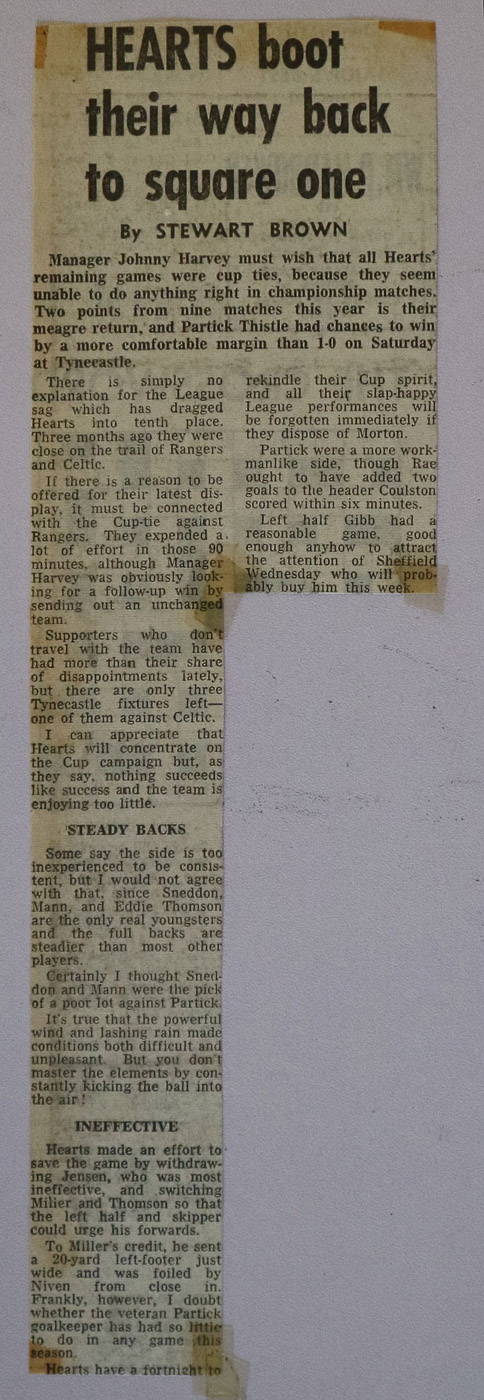 HEARTS boot
their way back
to square one
By STEWART BROWN
Manager Johnny Harvey must wish that all Hearts'
remaining games were cup ties, because they seem
unable to do anything right in championship matches.
Two points from nine matches this year is their
meagre return, and Partick Thistle had chances to win
by a more comfortable margin than 1-0 on Saturday
at Tynecastle.
There is simply no
explanation for the League
sag which has dragged
Hearts into tenth place.
Three months ago they were
close on the trail of Rangers
and Celtic.
If there is a reason to be
offered for their latest dis-
play, it must be connected
with the Cup-tie against
Rangers. They expended a
lot of effort in those 90
minutes, although Manager
Harvey was obviously look-
ing for a follow-up win by
sending out an unchanged
team.
Supporters who don't
travel with the team have
had more than their share
of disappointments lately,
but there are only three
Tynecastle fixtures left—
one of them against Celtic.
I can appreciate that
Hearts will concentrate on
the Cup campaign but, as
they say, nothing succeeds
like success and the team is
enjoying too little.
STEADY BACKS
Some say the side is too
inexperienced to be consis-
tent, but I would not agree
with that, since Sneddon,
Mann, and Eddie Thomson
are the only real youngsters
and the full backs are
steadier than most other
players.
Certainly I thought Sned-
don and Mann were the pick
of a poor lot against Partick.
It's true that the powerful
wind and lashing rain made
conditions both difficult and
unpleasant. But you don't
master the elements by con-
stantly kicking the ball into
the air!
INEFFECTIVE
Hearts made an effort to
save the game by withdraw-
ing Jensen, who was most
ineffective, and switching
Miller and Thomson so that
the left half and skipper
could urge his forwards.
To Miller's credit, he sent
a 20-yard left-footer just
wide and was foiled by
Niven from close in.
Frankly, however, I doubt
whether the veteran Partick
goalkeeper has had so little
to do in any game this
season.
Hearts have a fortnight to
rekindle their Cup spirit,
and all their slap-happy
League performances will
be forgotten immediately if
they dispose of Morton.
Partick were a more work-
manlike side, though Rae
ought to have added two
goals to the header Coulston
scored within six minutes.
Left half Gibb had a
reasonable game, good
enough anyhow to attract
the attention of Sheffield
Wednesday who will prob-
ably buy him this week.